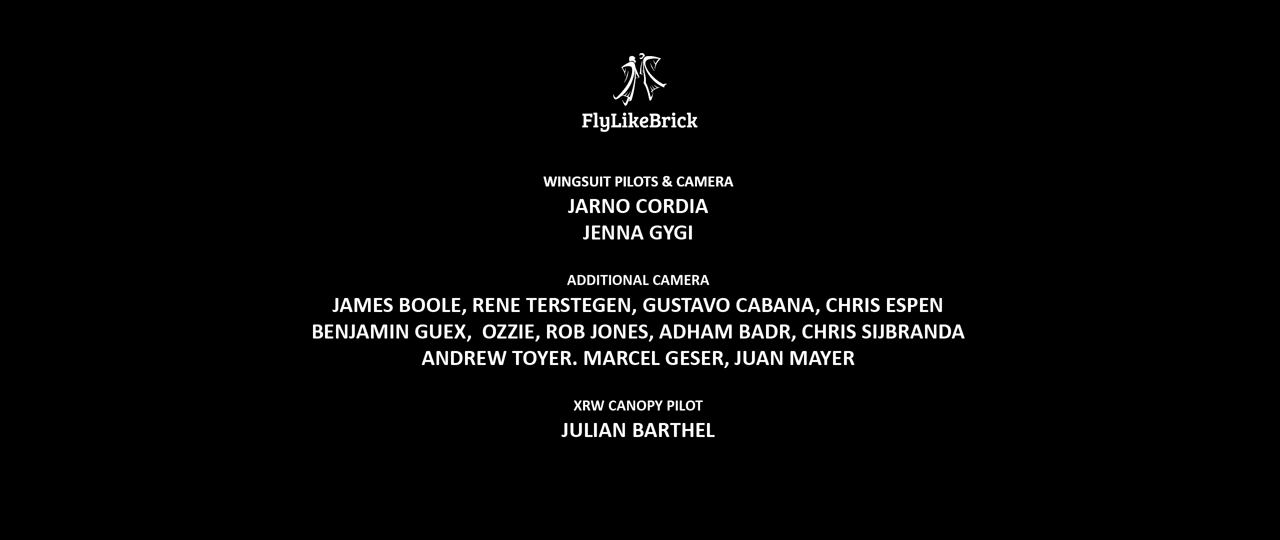 FlyLikeBrick
WINGSUIT PILOTS & CAMERA
JARNO CORDIA
JENNA GYGI
ADDITIONAL CAMERA
JAMES BOOLE, RENE TERSTEGEN, GUSTAVO CABANA, CHRIS ESPEN
BENJAMIN GUEX,  OZZIE, ROB JONES, ADHAM BADR, CHRIS SIJBRANDA
ANDREW TOYER. MARCEL GESER, JUAN MAYER
XRW CANOPY PILOT
JULIAN BARTHEL